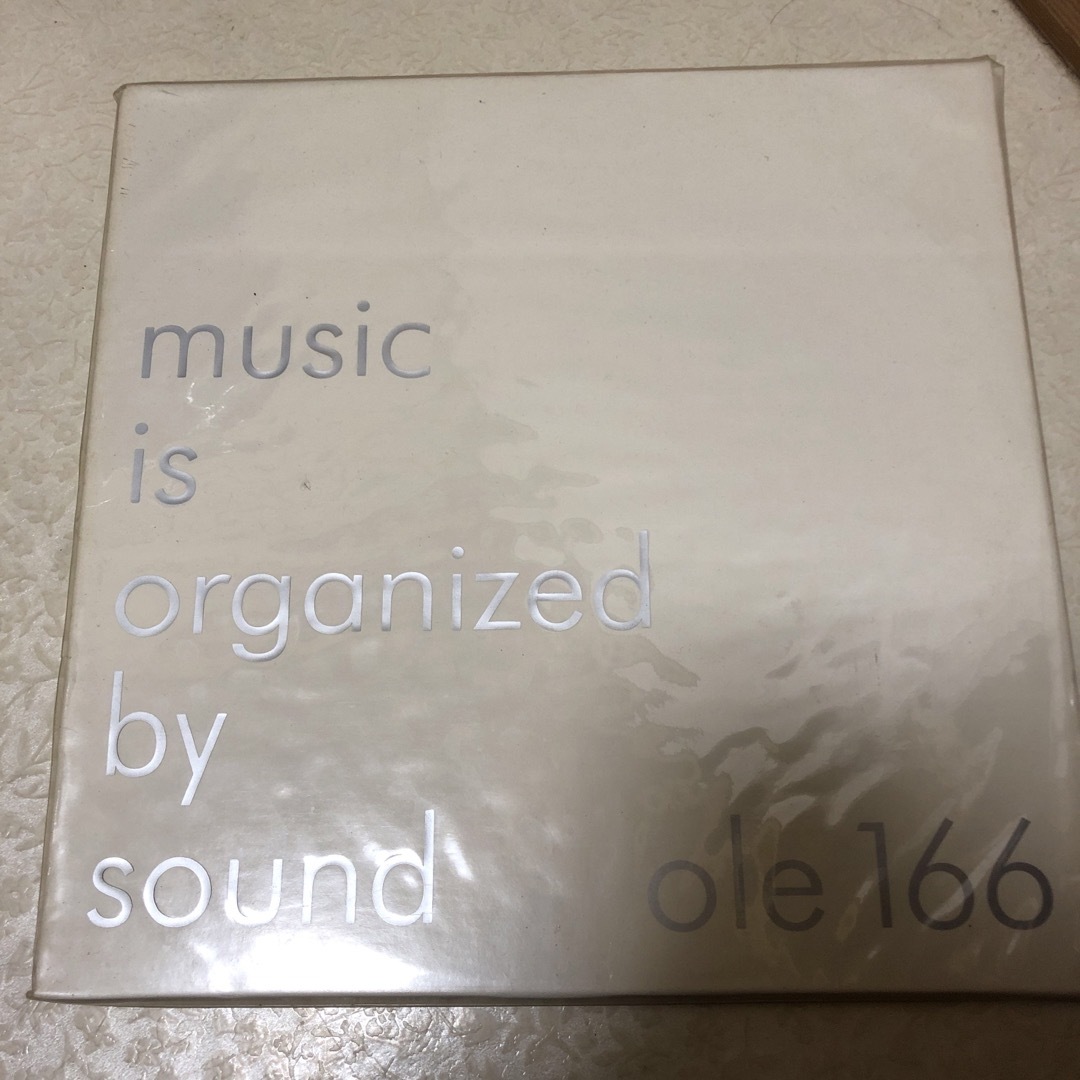 music
is
organized
by
sound
ole 166